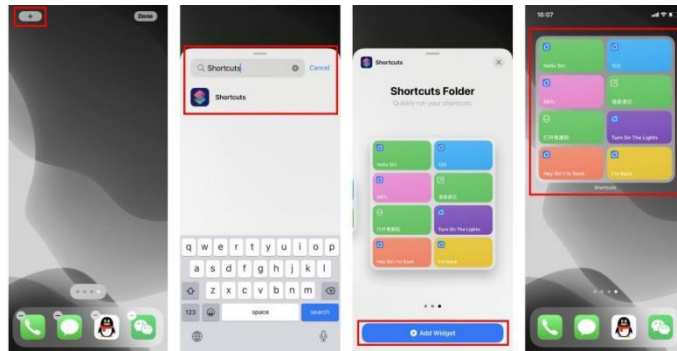 Done
Shortcuts
Cancel
Shortcuts
q w e r t y u i o p
a s d f g h j k l
z x c v b n m
123
space
search
Shortcuts
Shortcuts Folder
Quickly run your shortcuts
Hello Siri
123
58%
Turn On The Lights
Hey Siri I'm Back
I'm Back
Add Widget
16:07
Hello Siri
123
58%
Turn On The Lights
Hey Siri I'm Back
I'm Back
Shortcuts